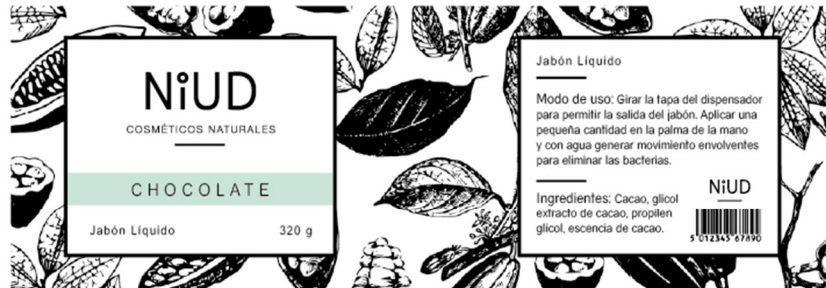 NiUD
COSMÉTICOS NATURALES
CHOCOLATE
Jabón Líquido 320 g
Jabón Líquido
Modo de uso: Girar la tapa del dispensador
para permitir la salida del jabón. Aplicar una
pequeña cantidad en la palma de la mano
y con agua generar movimiento envolventes
para eliminar las bacterias.
Ingredientes: Cacao, glicol
extracto de cacao, propilen
glicol, escencia de cacao.
NiUD
5 012345 67890